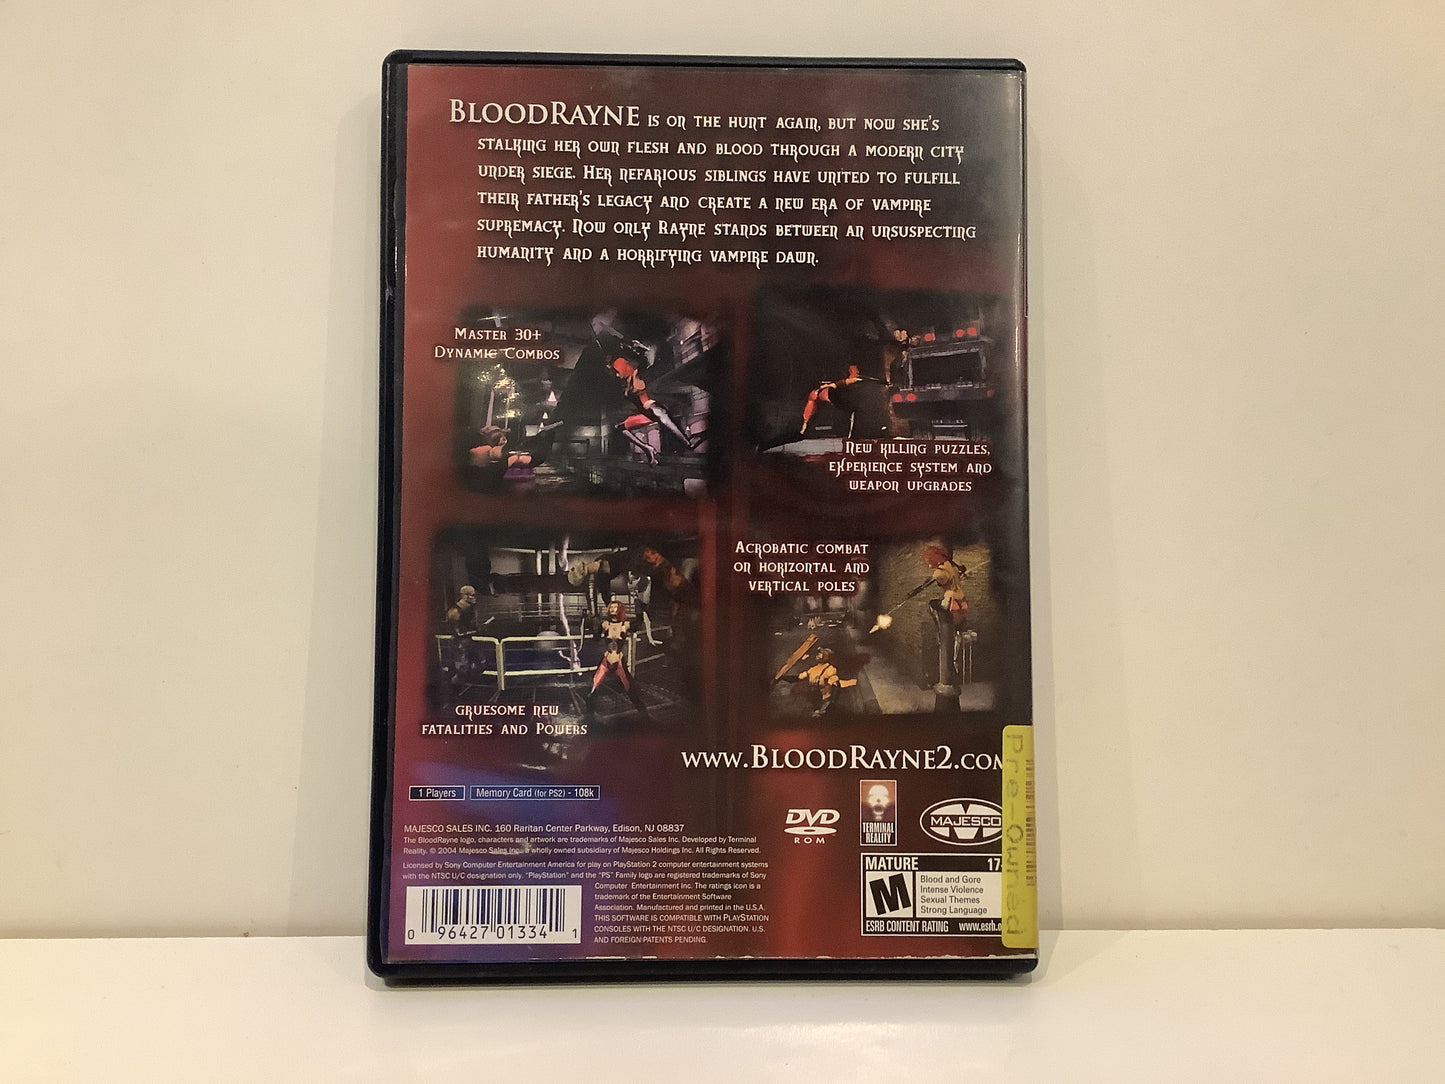 BLOODRAYNE IS ON THE HUNT AGAIN, BUT NOW SHE'S
STALKING HER OWN FLESH AND BLOOD THROUGH A MODERN CITY
UNDER SIEGE. HER NEFARIOUS SIBLINGS HAVE UNITED TO FULFILL
THEIR FATHER'S LEGACY AND CREATE A NEW ERA OF VAMPIRE
SUPREMACY. NOW ONLY RAYNE STANDS BETWEEN AN UNSUSPECTING
HUMANITY AND A HORRIFYING VAMPIRE DAWN.
MASTER 30+
DYNAMIC COMBOS
NEW KILLING PUZZLES,
EXPERIENCE SYSTEM AND
WEAPON UPGRADES
ACROBATIC COMBAT
ON HORIZONTAL AND
VERTICAL POLES
GRUESOME NEW
FATALITIES AND POWERS
WWW.BLOODRAYNE2.COM
1 Players
Memory Card (for PS2) - 108k
MAJESCO SALES INC. 160 Raritan Center Parkway, Edison, NJ 08837
The BloodRayne logo, characters and artwork are trademarks of Majesco Sales Inc. Developed by Terminal
Reality. © 2004 Majesco Sales Inc., a wholly owned subsidiary of Majesco Holdings Inc. All Rights Reserved.
Licensed by Sony Computer Entertainment America for play on PlayStation 2 computer entertainment systems
with the NTSC U/C designation only. "PlayStation" and the "PS" Family logo are registered trademarks of Sony
Computer Entertainment Inc. The ratings icon is a
trademark of the Entertainment Software
Association. Manufactured and printed in the U.S.A.
THIS SOFTWARE IS COMPATIBLE WITH PLAYSTATION
CONSOLES WITH THE NTSC U/C DESIGNATION. U.S.
AND FOREIGN PATENTS PENDING.
0 96427 01334 1
DVD
ROM
TERMINAL
REALITY
MAJESCO
MATURE 17
M
Blood and Gore
Intense Violence
Sexual Themes
Strong Language
ESRB CONTENT RATING www.esrb.o
Pre-Owned